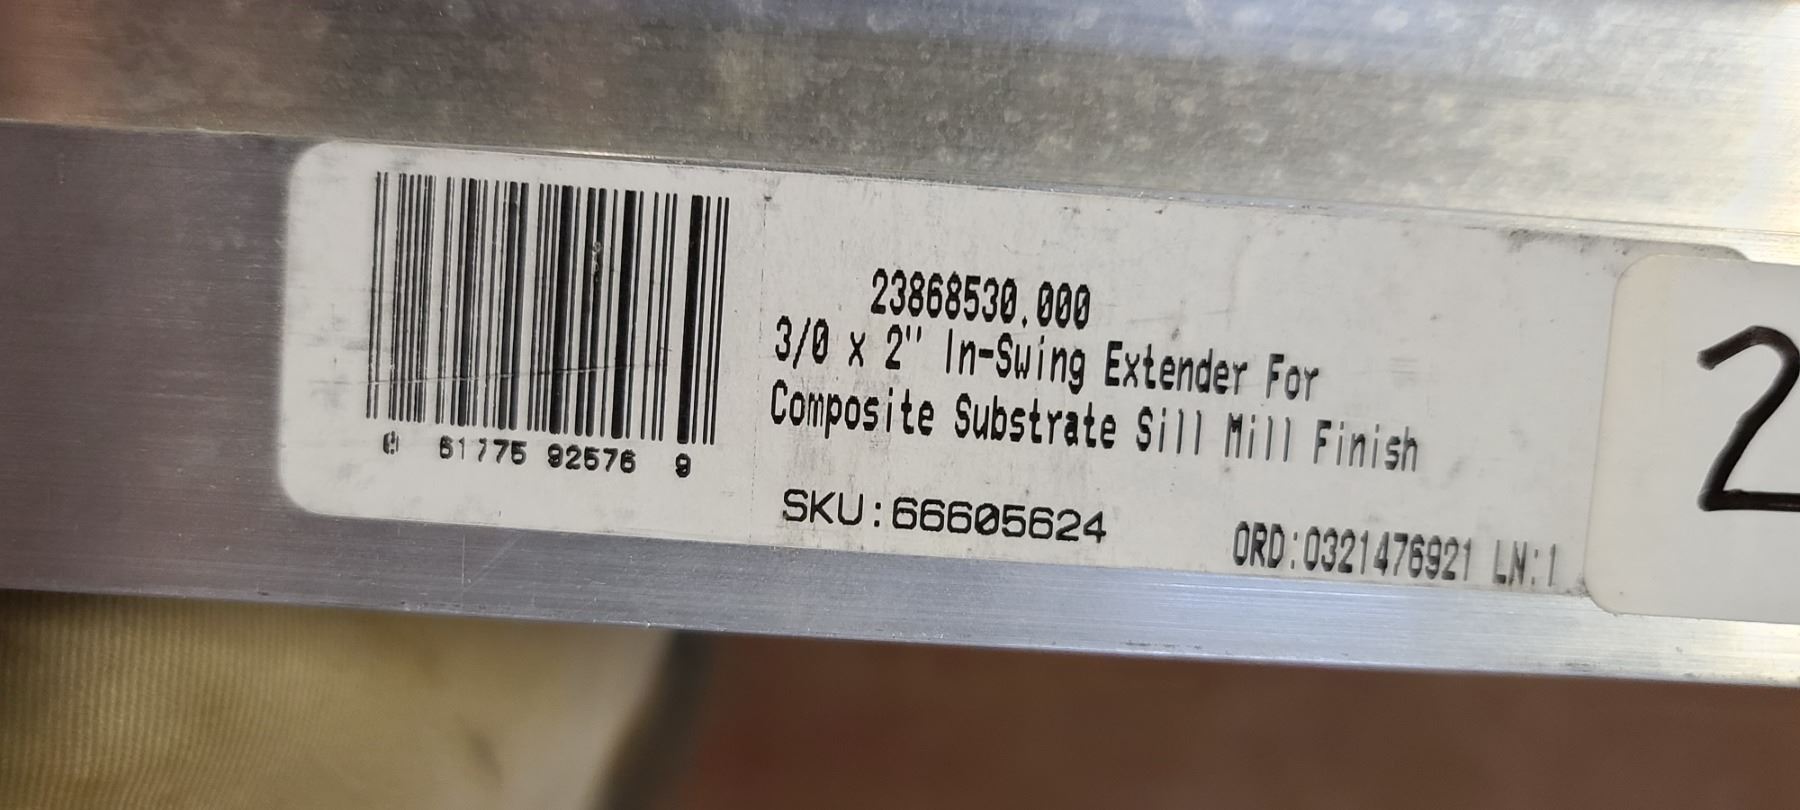 23868530.000
3/0 x 2" In-Swing Extender For
Composite Substrate Sill Mill Finish
0 61775 92576 9
SKU:66605624
ORD:0321476921 LN:1
2